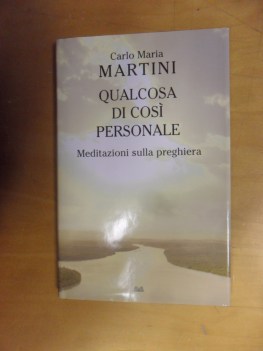 Carlo Maria
MARTINI
QUALCOSA
DI COSÌ
PERSONALE
Meditazioni sulla preghiera